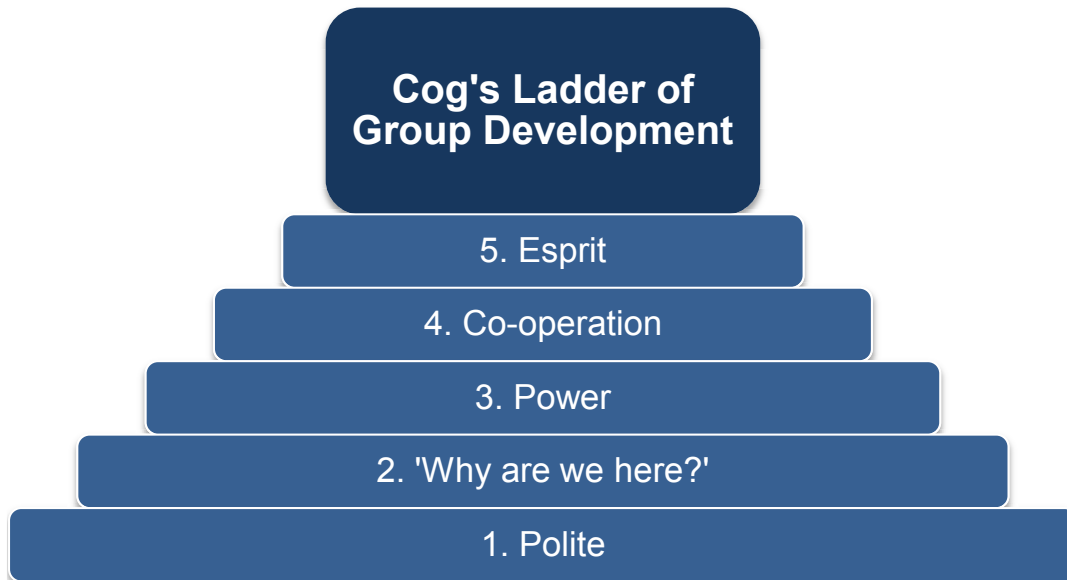 Cog's Ladder of
Group Development
5. Esprit
4. Co-operation
3. Power
2. 'Why are we here?'
1. Polite